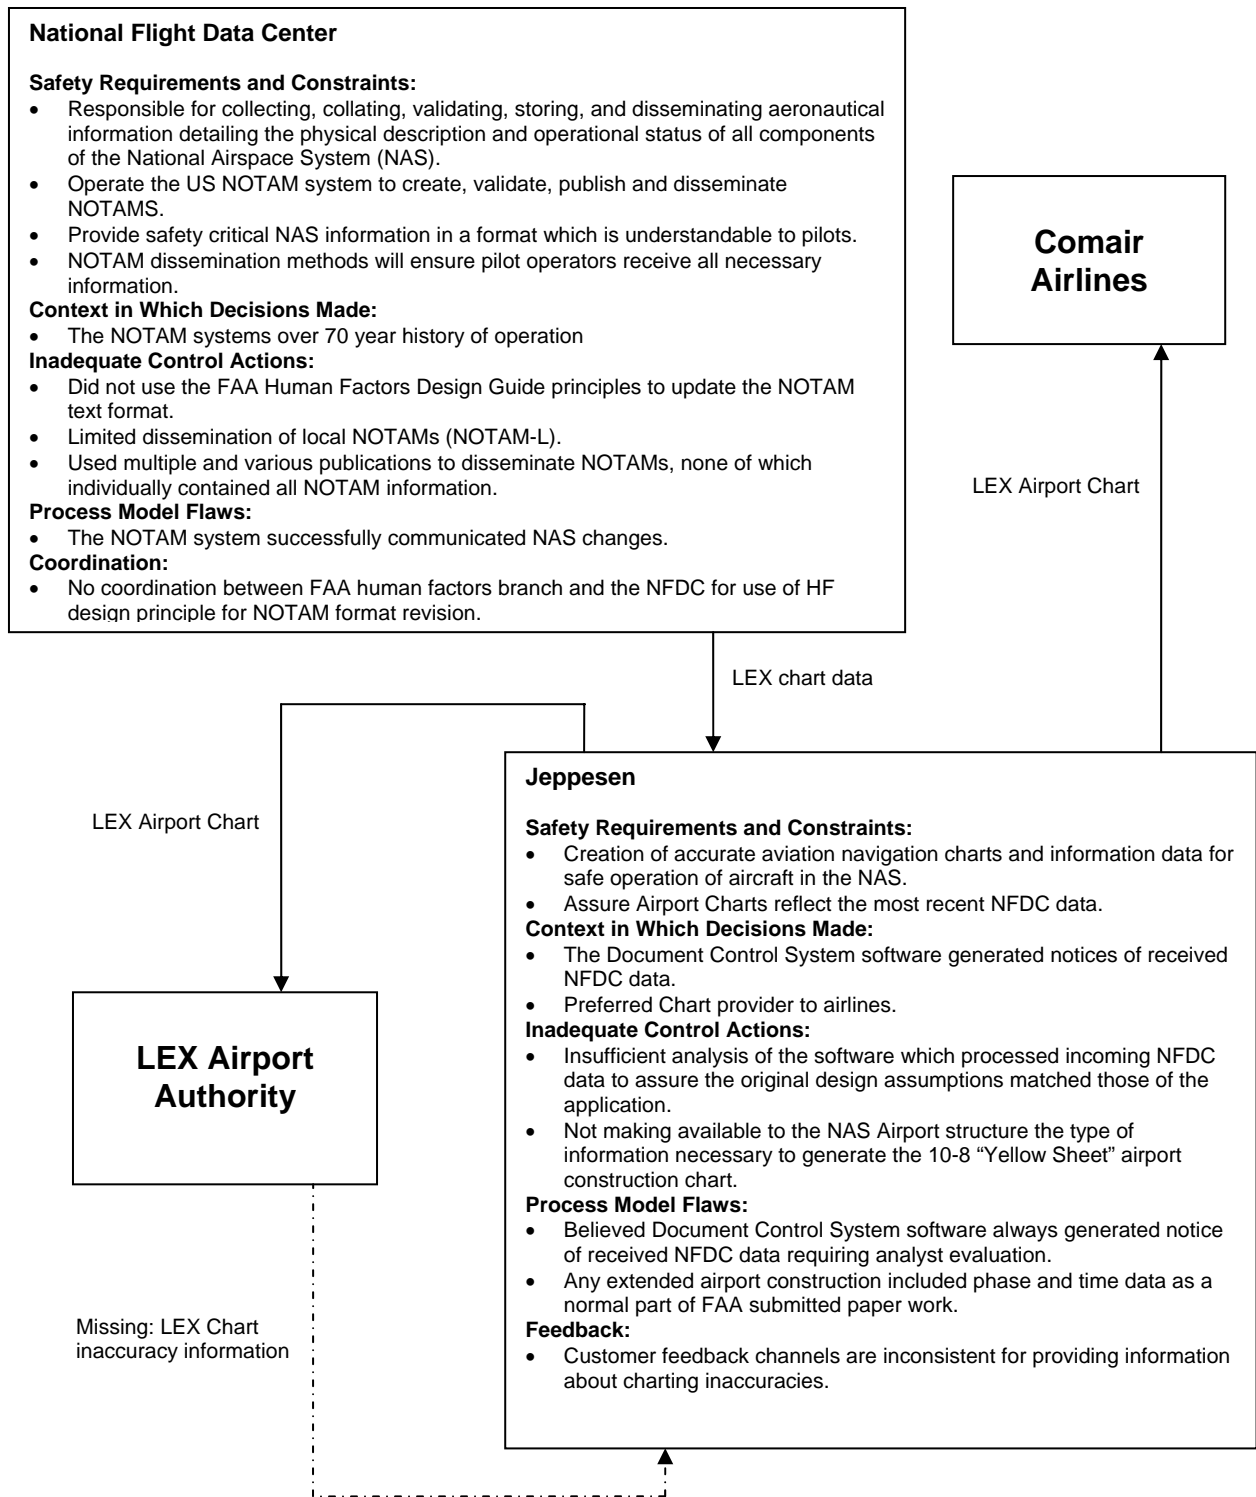 National Flight Data Center
Safety Requirements and Constraints:
• Responsible for collecting, collating, validating, storing, and disseminating aeronautical
information detailing the physical description and operational status of all components
of the National Airspace System (NAS).
• Operate the US NOTAM system to create, validate, publish and disseminate
NOTAMS.
• Provide safety critical NAS information in a format which is understandable to pilots.
• NOTAM dissemination methods will ensure pilot operators receive all necessary
information.
Context in Which Decisions Made:
• The NOTAM systems over 70 year history of operation
Inadequate Control Actions:
• Did not use the FAA Human Factors Design Guide principles to update the NOTAM
text format.
• Limited dissemination of local NOTAMs (NOTAM-L).
• Used multiple and various publications to disseminate NOTAMs, none of which
individually contained all NOTAM information.
Process Model Flaws:
• The NOTAM system successfully communicated NAS changes.
Coordination:
• No coordination between FAA human factors branch and the NFDC for use of HF
design principle for NOTAM format revision.
Comair
Airlines
LEX Airport Chart
LEX chart data
LEX Airport Chart
Jeppesen
Safety Requirements and Constraints:
• Creation of accurate aviation navigation charts and information data for
safe operation of aircraft in the NAS.
• Assure Airport Charts reflect the most recent NFDC data.
Context in Which Decisions Made:
• The Document Control System software generated notices of received
NFDC data.
• Preferred Chart provider to airlines.
Inadequate Control Actions:
• Insufficient analysis of the software which processed incoming NFDC
data to assure the original design assumptions matched those of the
application.
• Not making available to the NAS Airport structure the type of
information necessary to generate the 10-8 “Yellow Sheet” airport
construction chart.
Process Model Flaws:
• Believed Document Control System software always generated notice
of received NFDC data requiring analyst evaluation.
• Any extended airport construction included phase and time data as a
normal part of FAA submitted paper work.
Feedback:
• Customer feedback channels are inconsistent for providing information
about charting inaccuracies.
LEX Airport
Authority
Missing: LEX Chart
inaccuracy information